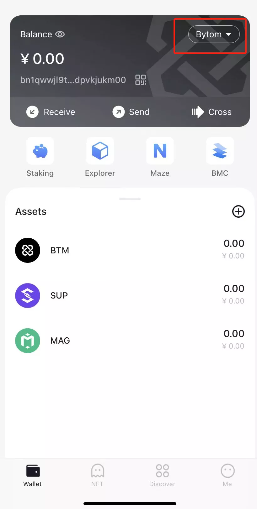 Balance
Bytom
¥ 0.00
bn1qwwjl9t...dpvkjukm00
Receive
Send
Cross
Staking
Explorer
Maze
BMC
Assets
BTM
0.00
¥ 0.00
SUP
0.00
¥ 0.00
MAG
0.00
¥ 0.00
Wallet
NFT
Discover
Me